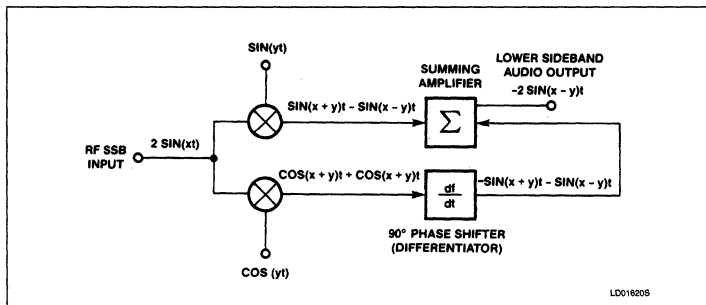 SIN(yt)
LOWER SIDEBAND
AUDIO OUTPUT
–2 SIN(x – y)t
SUMMING
AMPLIFIER
SIN(x + y)t – SIN(x – y)t
Σ
RF SSB
INPUT
2 SIN(xt)
COS(x + y)t + COS(x + y)t
df
dt
–SIN(x + y)t – SIN(x – y)t
90° PHASE SHIFTER
(DIFFERENTIATOR)
COS (yt)
LD01620S